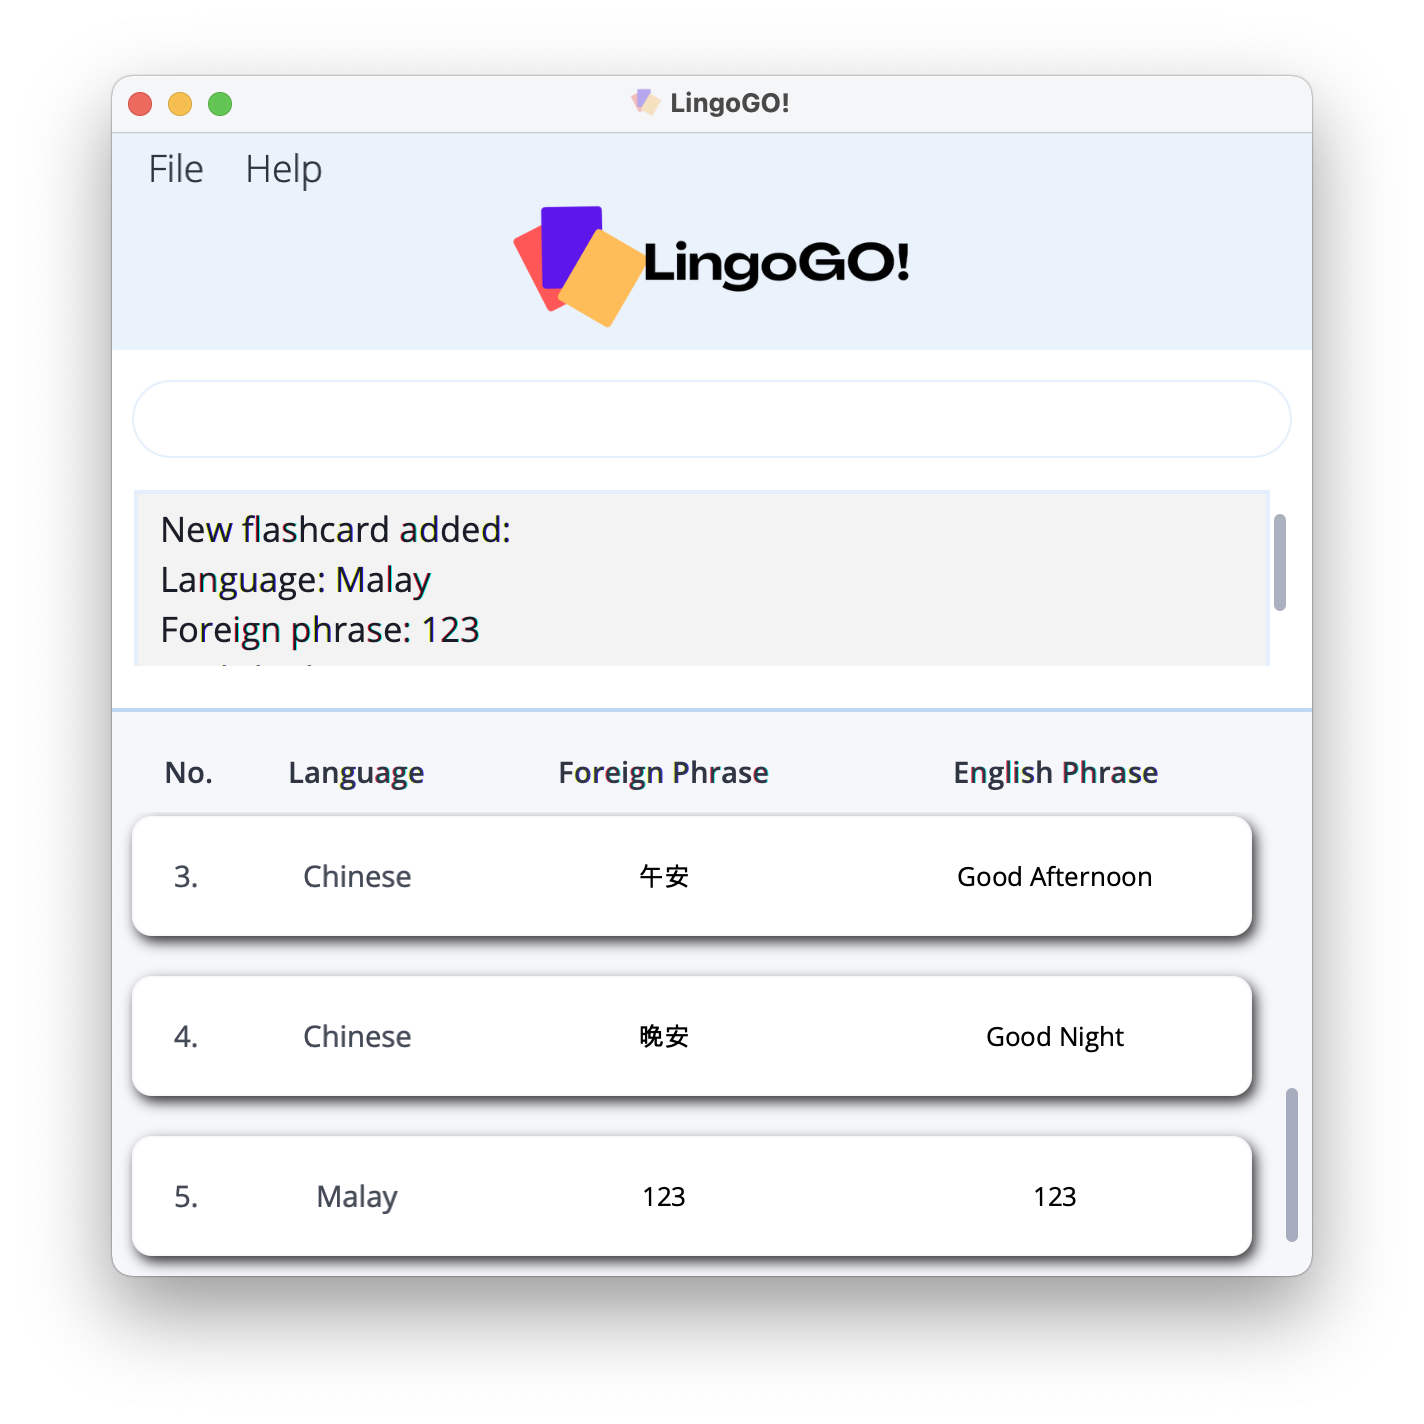 LingoGO!
File Help
LingoGO!
New flashcard added:
Language: Malay
Foreign phrase: 123
No. Language Foreign Phrase English Phrase
3. Chinese 午安 Good Afternoon
4. Chinese 晚安 Good Night
5. Malay 123 123